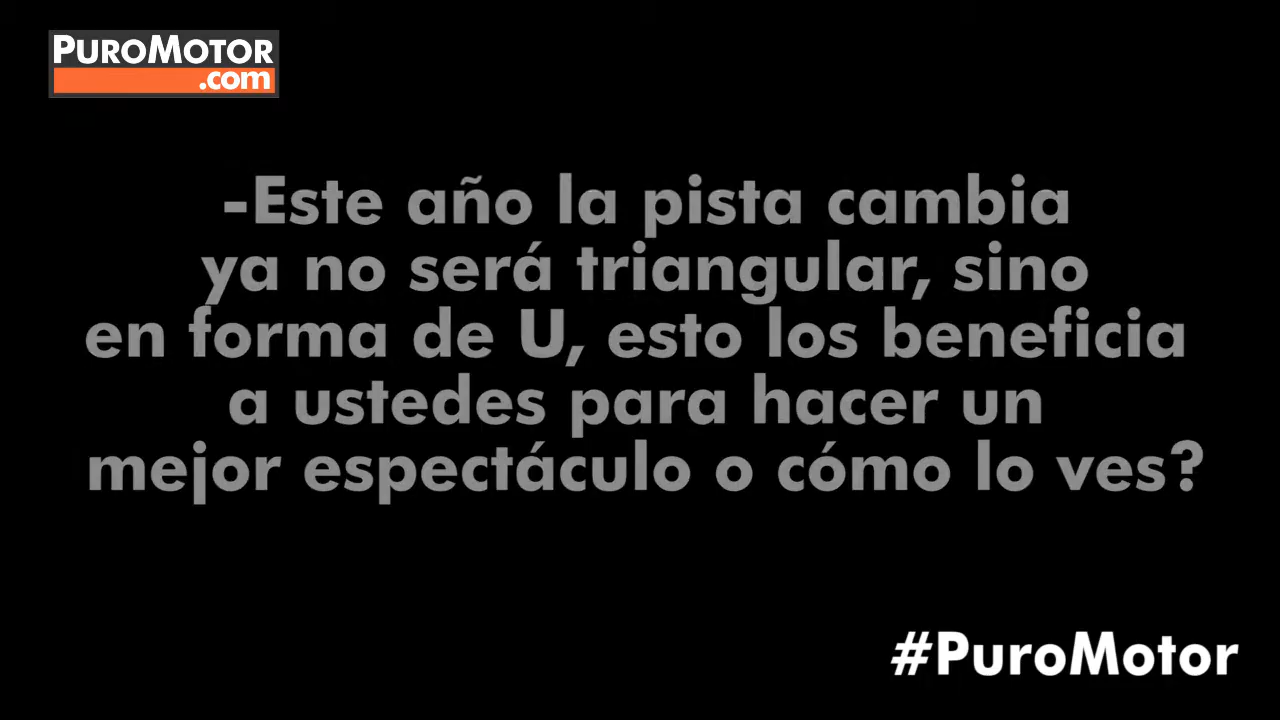 PUROMOTOR
.com
-Este año la pista cambia
ya no será triangular, sino
en forma de U, esto los beneficia
a ustedes para hacer un
mejor espectáculo o cómo lo ves?
#PuroMotor